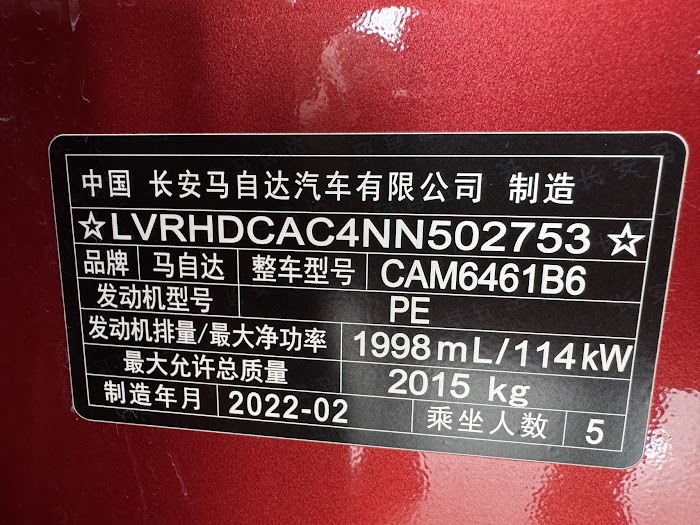 中国 长安马自达汽车有限公司 制造
☆LVRHDCAC4NN502753☆
品牌 马自达 整车型号 CAM6461B6
发动机型号 PE
发动机排量/最大净功率 1998mL/114kW
最大允许总质量 2015 kg
制造年月 2022-02 乘坐人数 5